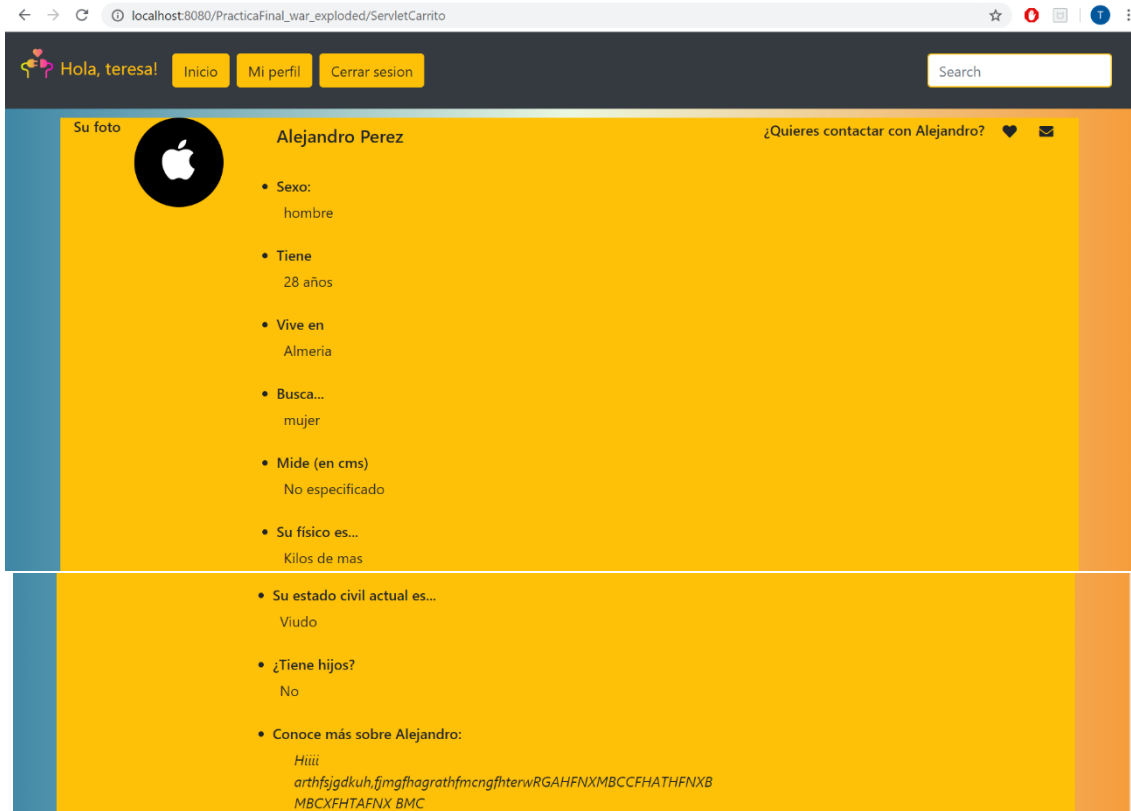 localhost:8080/PracticaFinal_war_exploded/ServletCarrito
T
Hola, teresa!
Inicio
Mi perfil
Cerrar sesion
Search
Su foto
Alejandro Perez
¿Quieres contactar con Alejandro?
Sexo:
hombre
Tiene
28 años
Vive en
Almeria
Busca...
mujer
Mide (en cms)
No especificado
Su físico es...
Kilos de mas
Su estado civil actual es...
Viudo
¿Tiene hijos?
No
Conoce más sobre Alejandro:
Hiiii
arthfsjgdkuh,fjmgfhagrathfmcngfhterwRGAHFNXMBCCFHATHFNXB
MBCXFHTAFNX BMC